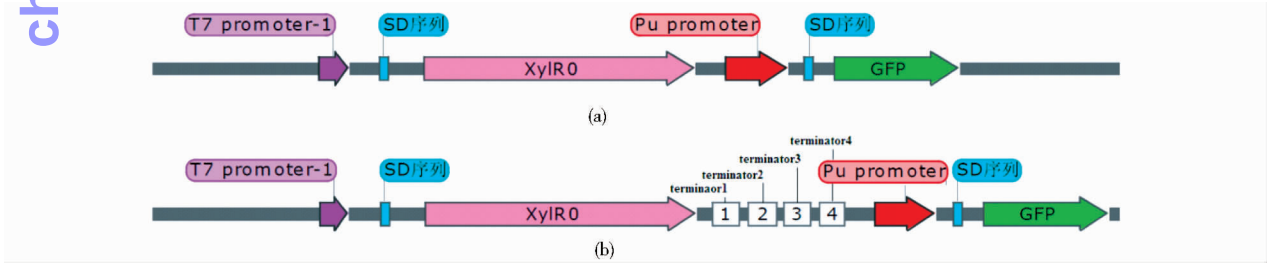 ch
T7 promoter-1 SD序列 Pu promoter SD序列
XylR0 GFP
(a)
terminator4
terminator3
T7 promoter-1 SD序列 terminator2 Pu promoter SD序列
terminaor1
XylR0 1 2 3 4 GFP
(b)